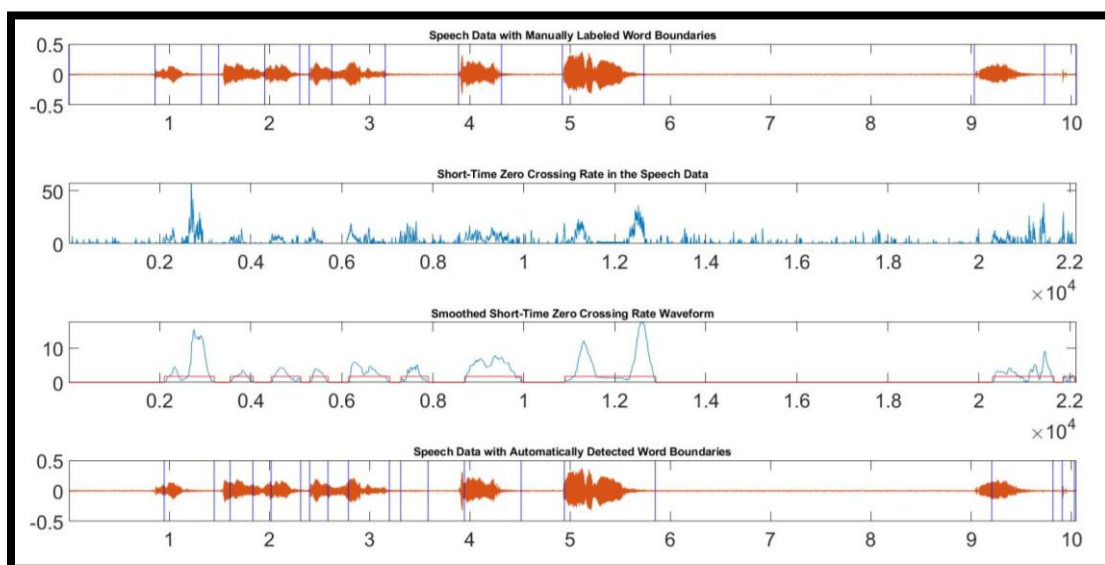 Speech Data with Manually Labeled Word Boundaries
0.5
0
-0.5
1 2 3 4 5 6 7 8 9 10
Short-Time Zero Crossing Rate in the Speech Data
50
0
0.2 0.4 0.6 0.8 1 1.2 1.4 1.6 1.8 2 2.2
×10⁴
Smoothed Short-Time Zero Crossing Rate Waveform
10
0
0.2 0.4 0.6 0.8 1 1.2 1.4 1.6 1.8 2 2.2
×10⁴
Speech Data with Automatically Detected Word Boundaries
0.5
0
-0.5
1 2 3 4 5 6 7 8 9 10